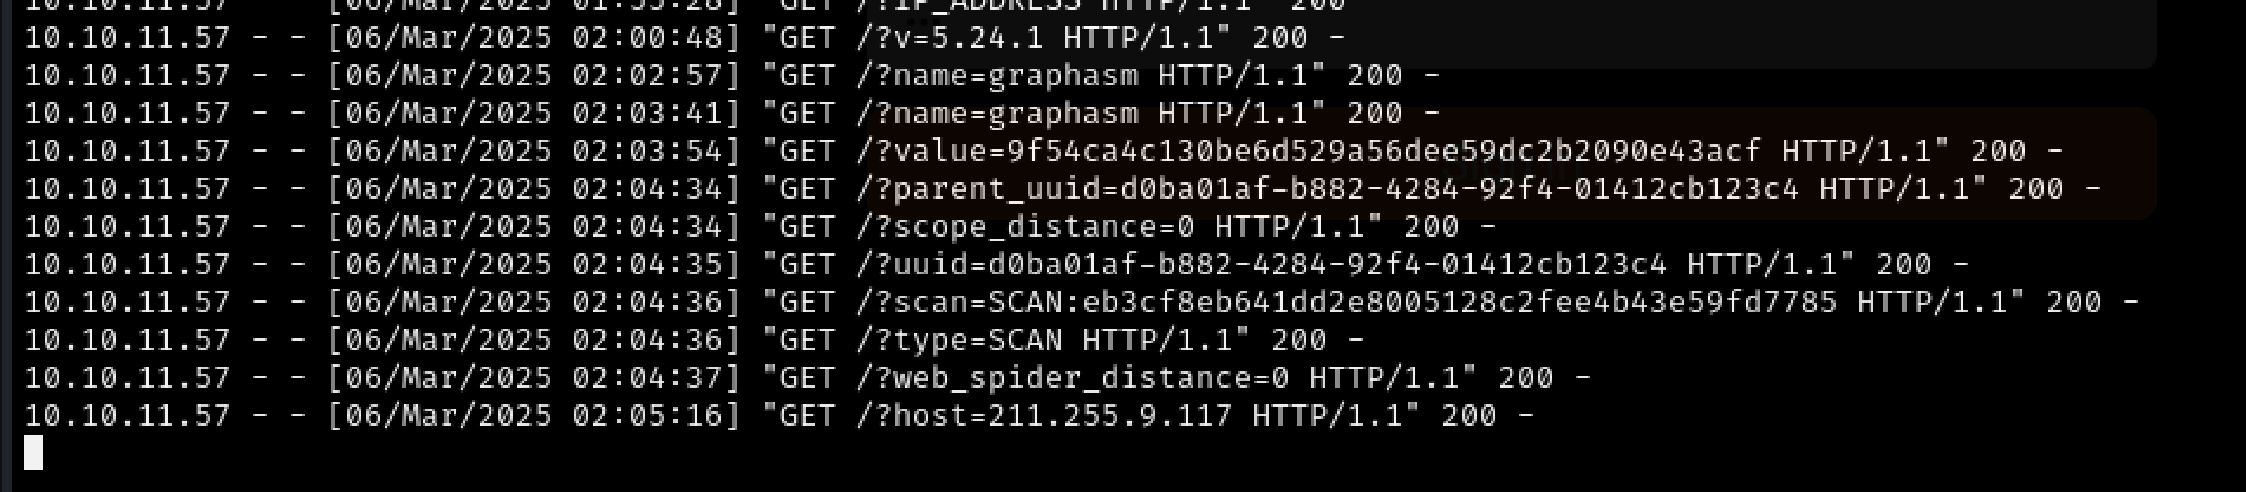 10.10.11.57 - - [06/Mar/2025 01:55:28] "GET /?IP_ADDRESS HTTP/1.1" 200
10.10.11.57 - - [06/Mar/2025 02:00:48] "GET /?v=5.24.1 HTTP/1.1" 200 -
10.10.11.57 - - [06/Mar/2025 02:02:57] "GET /?name=graphasm HTTP/1.1" 200 -
10.10.11.57 - - [06/Mar/2025 02:03:41] "GET /?name=graphasm HTTP/1.1" 200 -
10.10.11.57 - - [06/Mar/2025 02:03:54] "GET /?value=9f54ca4c130be6d529a56dee59dc2b2090e43acf HTTP/1.1" 200 -
10.10.11.57 - - [06/Mar/2025 02:04:34] "GET /?parent_uuid=d0ba01af-b882-4284-92f4-01412cb123c4 HTTP/1.1" 200 -
10.10.11.57 - - [06/Mar/2025 02:04:34] "GET /?scope_distance=0 HTTP/1.1" 200 -
10.10.11.57 - - [06/Mar/2025 02:04:35] "GET /?uuid=d0ba01af-b882-4284-92f4-01412cb123c4 HTTP/1.1" 200 -
10.10.11.57 - - [06/Mar/2025 02:04:36] "GET /?scan=SCAN:eb3cf8eb641dd2e8005128c2fee4b43e59fd7785 HTTP/1.1" 200 -
10.10.11.57 - - [06/Mar/2025 02:04:36] "GET /?type=SCAN HTTP/1.1" 200 -
10.10.11.57 - - [06/Mar/2025 02:04:37] "GET /?web_spider_distance=0 HTTP/1.1" 200 -
10.10.11.57 - - [06/Mar/2025 02:05:16] "GET /?host=211.255.9.117 HTTP/1.1" 200 -